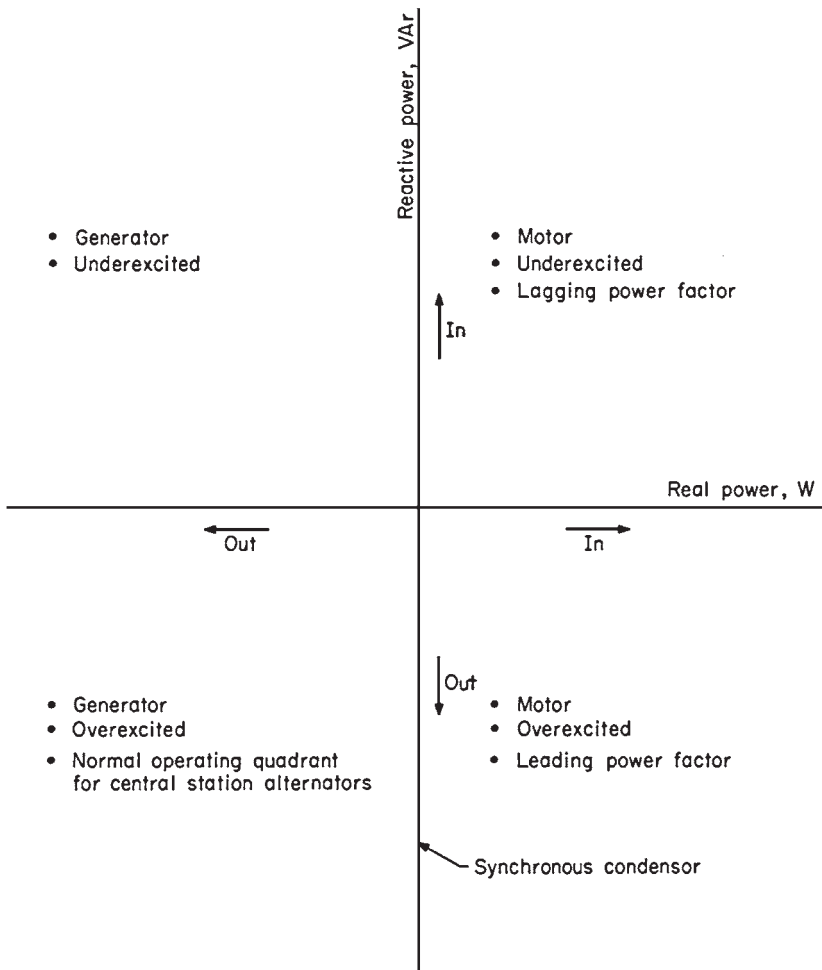 Reactive power, VAr
• Generator
• Underexcited
• Motor
• Underexcited
• Lagging power factor
In
Real power, W
Out
In
Out
• Generator
• Overexcited
• Normal operating quadrant
for central station alternators
• Motor
• Overexcited
• Leading power factor
Synchronous condensor